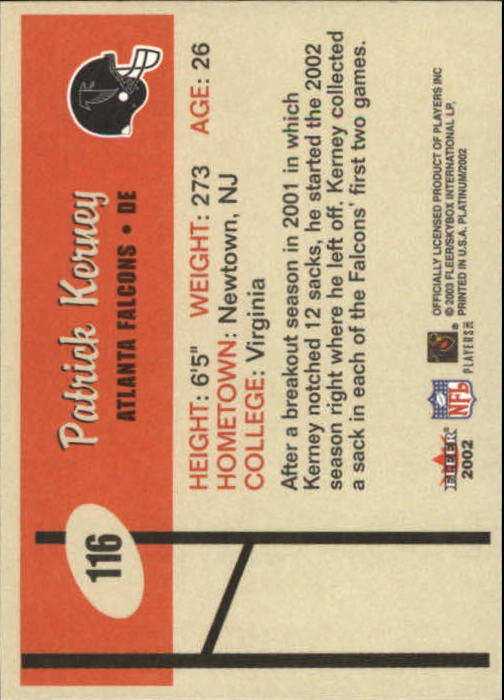 116
Patrick Kerney
ATLANTA FALCONS • DE
HEIGHT: 6'5" WEIGHT: 273 AGE: 26
HOMETOWN: Newtown, NJ
COLLEGE: Virginia
After a breakout season in 2001 in which
Kerney notched 12 sacks, he started the 2002
season right where he left off. Kerney collected
a sack in each of the Falcons' first two games.
FLEER
2002
NFL
PLAYERS INC
OFFICIALLY LICENSED PRODUCT OF PLAYERS INC
© 2003 FLEER/SKYBOX INTERNATIONAL LP,
PRINTED IN U.S.A. PLATINUM/2002